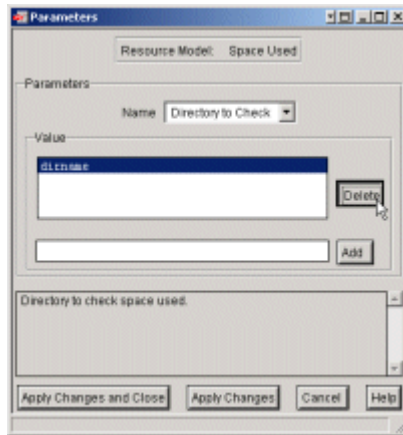 Parameters
Resource Model: Space Used
Parameters
Name Directory to Check
Value
dirname
Delete
Add
Directory to check space used.
Apply Changes and Close Apply Changes Cancel Help